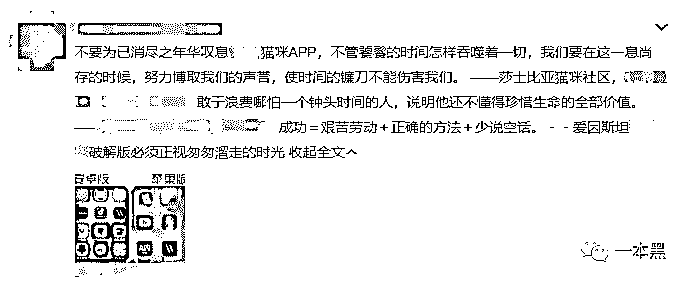 不要为已消尽之年华叹息 猫咪APP，不管饕餮的时间怎样吞噬着一切，我们要在这一息尚
存的时候，努力博取我们的声誉，使时间的镰刀不能伤害我们。 ——莎士比亚猫咪社区，
敢于浪费哪怕一个钟头时间的人，说明他还不懂得珍惜生命的全部价值。
—— 成功＝艰苦劳动＋正确的方法＋少说空话。 - - 爱因斯坦
破解版必须正视匆匆溜走的时光 收起全文
安卓版 苹果版
一本黑